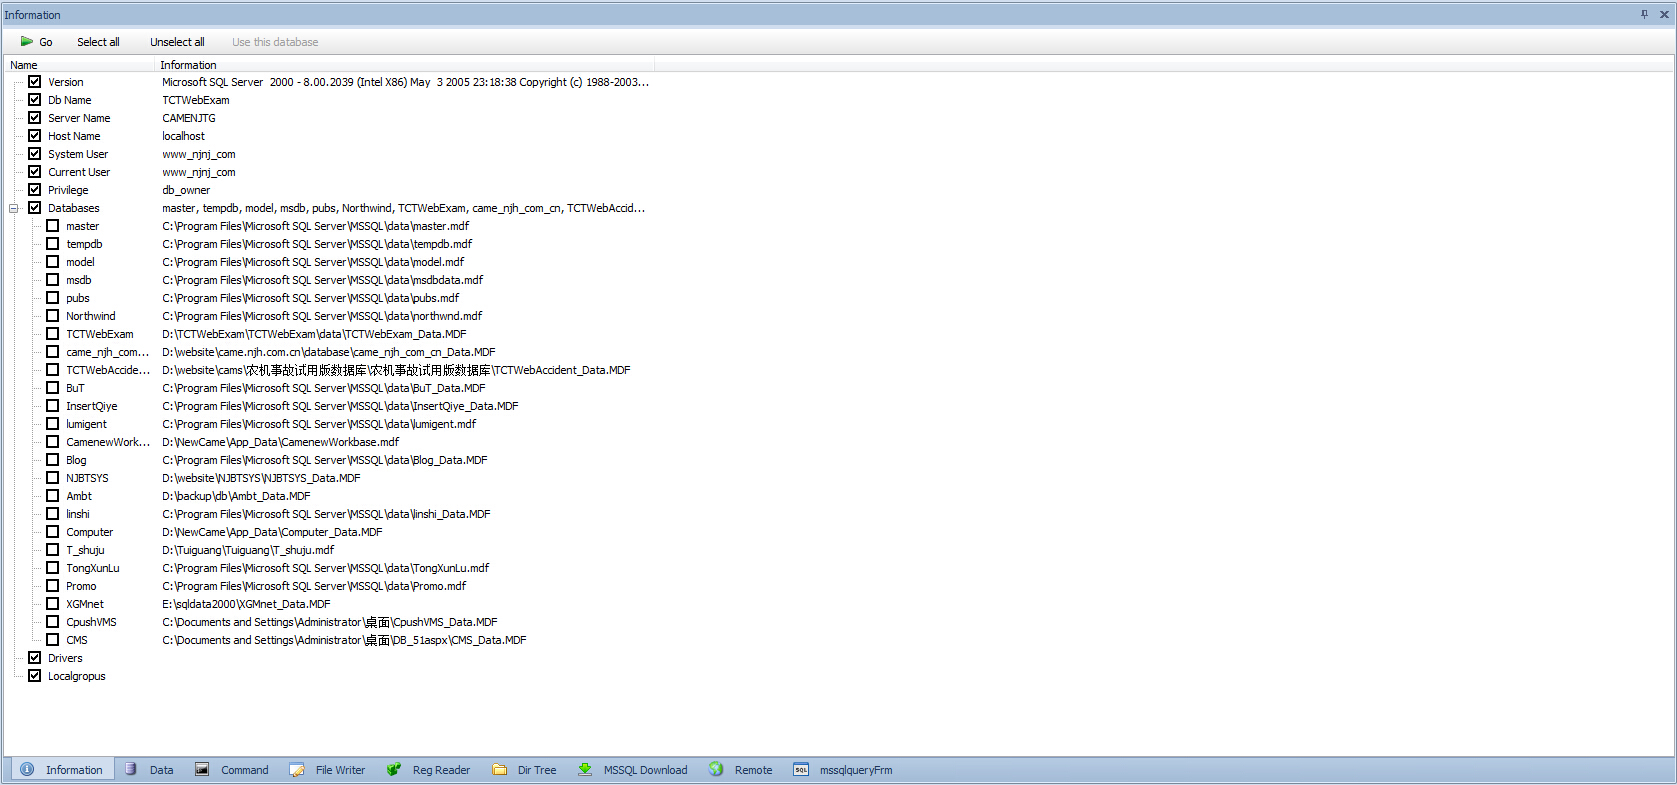 Information
Go Select all Unselect all Use this database
Name Information
Version Microsoft SQL Server 2000 - 8.00.2039 (Intel X86) May 3 2005 23:18:38 Copyright (c) 1988-2003...
Db Name TCTWebExam
Server Name CAMENJTG
Host Name localhost
System User www_njnj_com
Current User www_njnj_com
Privilege db_owner
Databases master, tempdb, model, msdb, pubs, Northwind, TCTWebExam, came_njh_com_cn, TCTWebAccid...
master C:\Program Files\Microsoft SQL Server\MSSQL\data\master.mdf
tempdb C:\Program Files\Microsoft SQL Server\MSSQL\data\tempdb.mdf
model C:\Program Files\Microsoft SQL Server\MSSQL\data\model.mdf
msdb C:\Program Files\Microsoft SQL Server\MSSQL\data\msdbdata.mdf
pubs C:\Program Files\Microsoft SQL Server\MSSQL\data\pubs.mdf
Northwind C:\Program Files\Microsoft SQL Server\MSSQL\data\northwnd.mdf
TCTWebExam D:\TCTWebExam\TCTWebExam\data\TCTWebExam_Data.MDF
came_njh_com... D:\website\came.njh.com.cn\database\came_njh_com_cn_Data.MDF
TCTWebAccide... D:\website\cams\农机事故试用版数据库\农机事故试用版数据库\TCTWebAccident_Data.MDF
BuT C:\Program Files\Microsoft SQL Server\MSSQL\data\BuT_Data.MDF
InsertQiye C:\Program Files\Microsoft SQL Server\MSSQL\data\InsertQiye_Data.MDF
lumigent C:\Program Files\Microsoft SQL Server\MSSQL\data\lumigent.mdf
CamenewWork... D:\NewCame\App_Data\CamenewWorkbase.mdf
Blog C:\Program Files\Microsoft SQL Server\MSSQL\data\Blog_Data.MDF
NJBTSYS D:\website\NJBTSYS\NJBTSYS_Data.MDF
Ambt D:\backup\db\Ambt_Data.MDF
linshi C:\Program Files\Microsoft SQL Server\MSSQL\data\linshi_Data.MDF
Computer D:\NewCame\App_Data\Computer_Data.MDF
T_shuju D:\Tuiguang\Tuiguang\T_shuju.mdf
TongXunLu C:\Program Files\Microsoft SQL Server\MSSQL\data\TongXunLu.mdf
Promo C:\Program Files\Microsoft SQL Server\MSSQL\data\Promo.mdf
XGMnet E:\sqldata2000\XGMnet_Data.MDF
CpushVMS C:\Documents and Settings\Administrator\桌面\CpushVMS_Data.MDF
CMS C:\Documents and Settings\Administrator\桌面\DB_51aspx\CMS_Data.MDF
Drivers
Localgropus
Information Data Command File Writer Reg Reader Dir Tree MSSQL Download Remote SQL mssqlqueryFrm